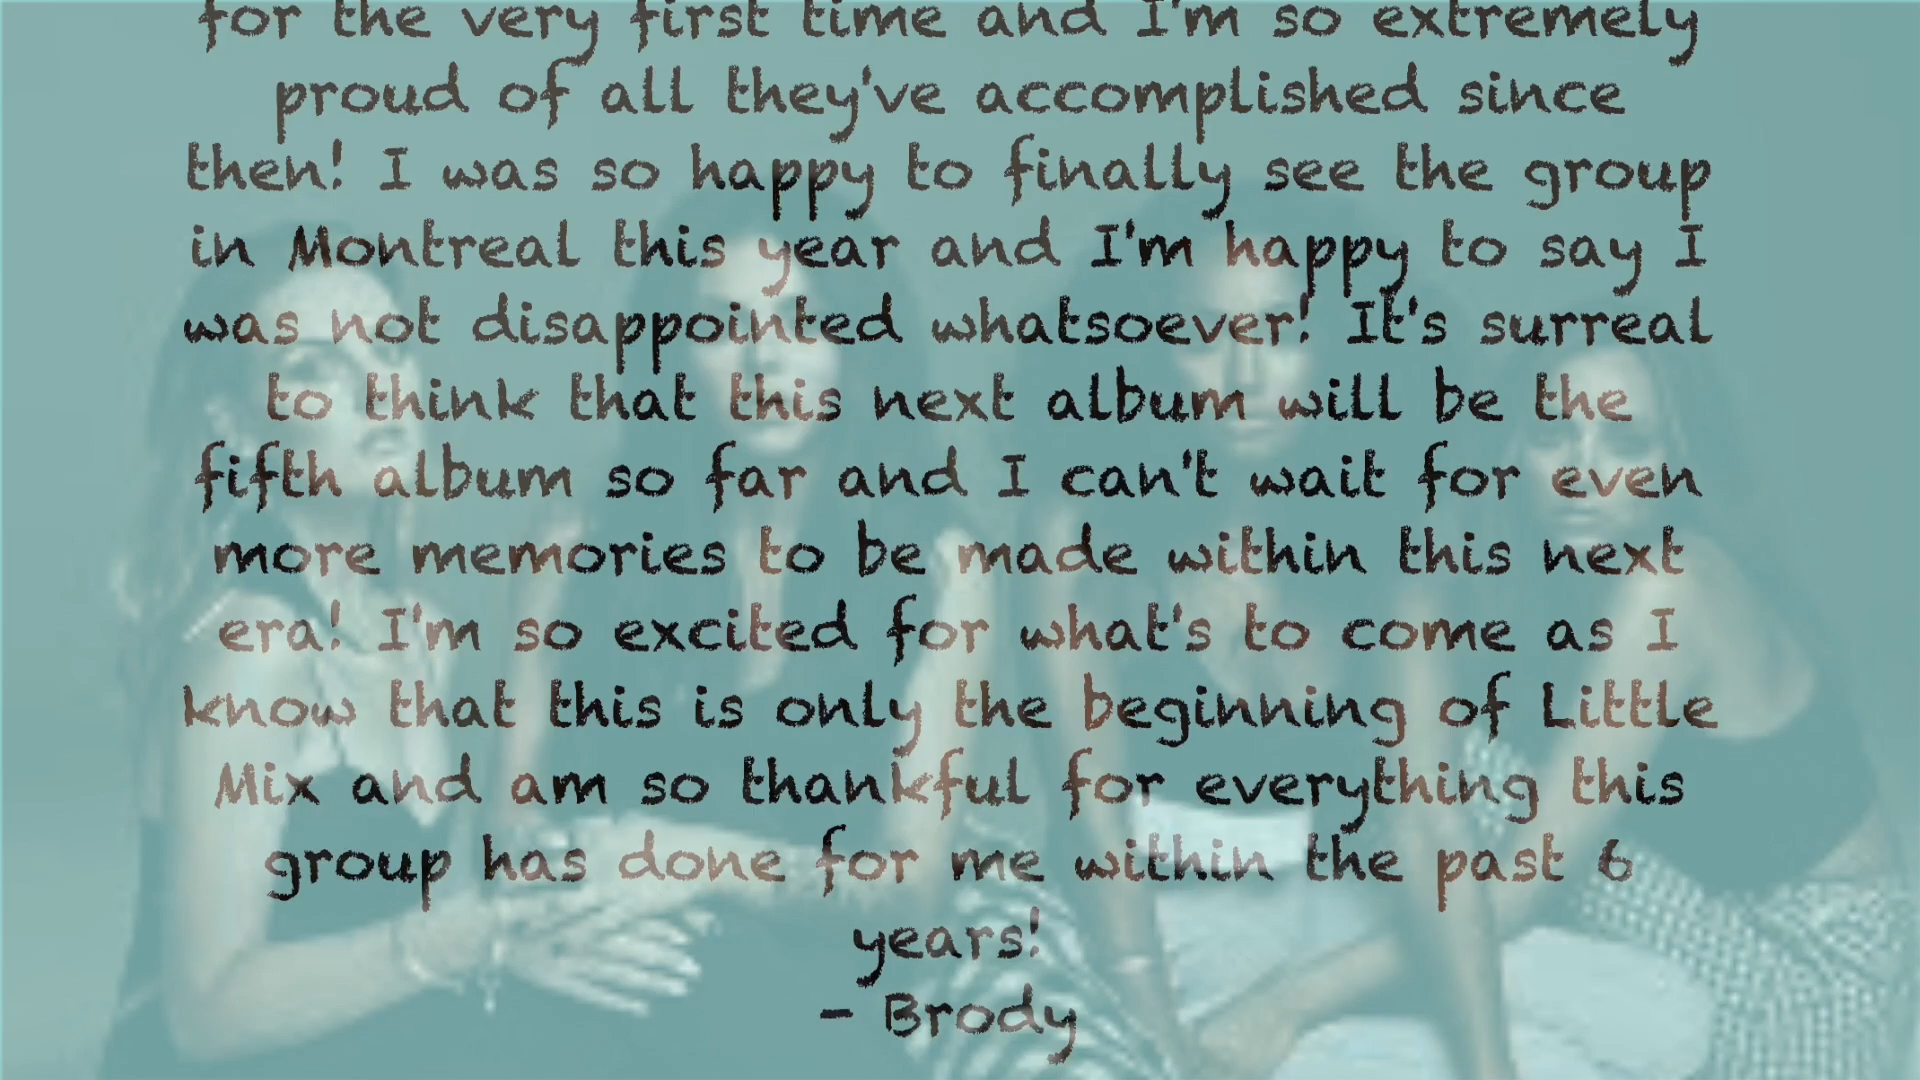 for the very first time and I'm so extremely
proud of all they've accomplished since
then! I was so happy to finally see the group
in Montreal this year and I'm happy to say I
was not disappointed whatsoever! It's surreal
to think that this next album will be the
fifth album so far and I can't wait for even
more memories to be made within this next
era! I'm so excited for what's to come as I
know that this is only the beginning of Little
Mix and am so thankful for everything this
group has done for me within the past 6
years!
- Brody